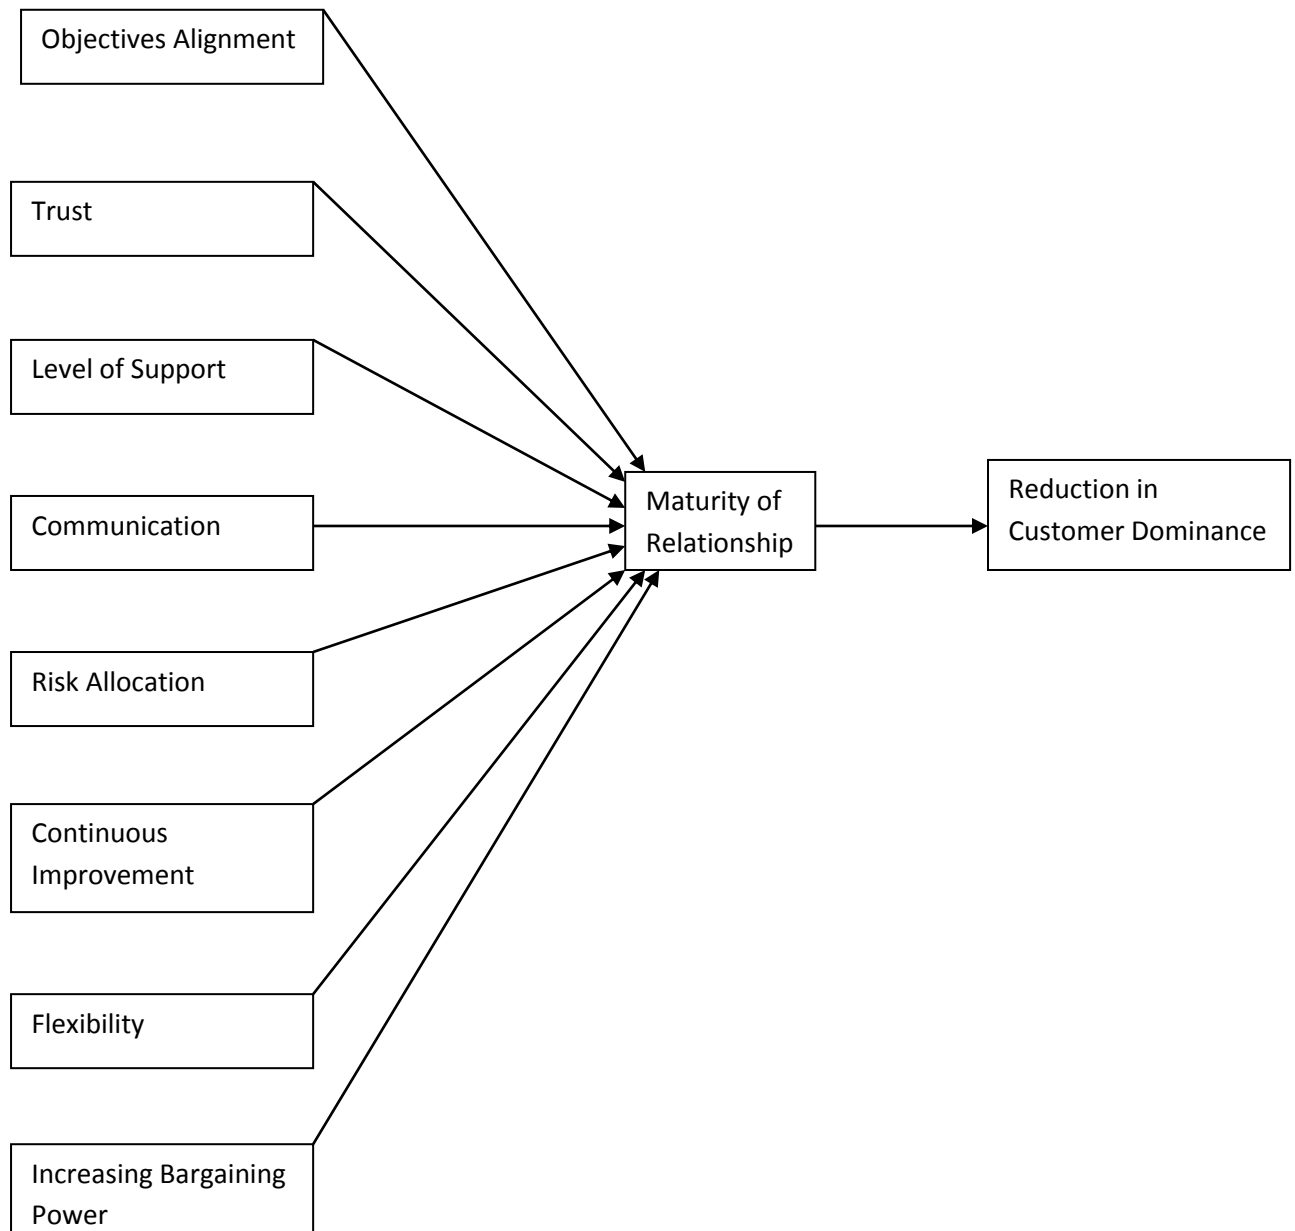 Objectives Alignment
Trust
Level of Support
Communication
Risk Allocation
Continuous
Improvement
Flexibility
Increasing Bargaining
Power
Maturity of
Relationship
Reduction in
Customer Dominance